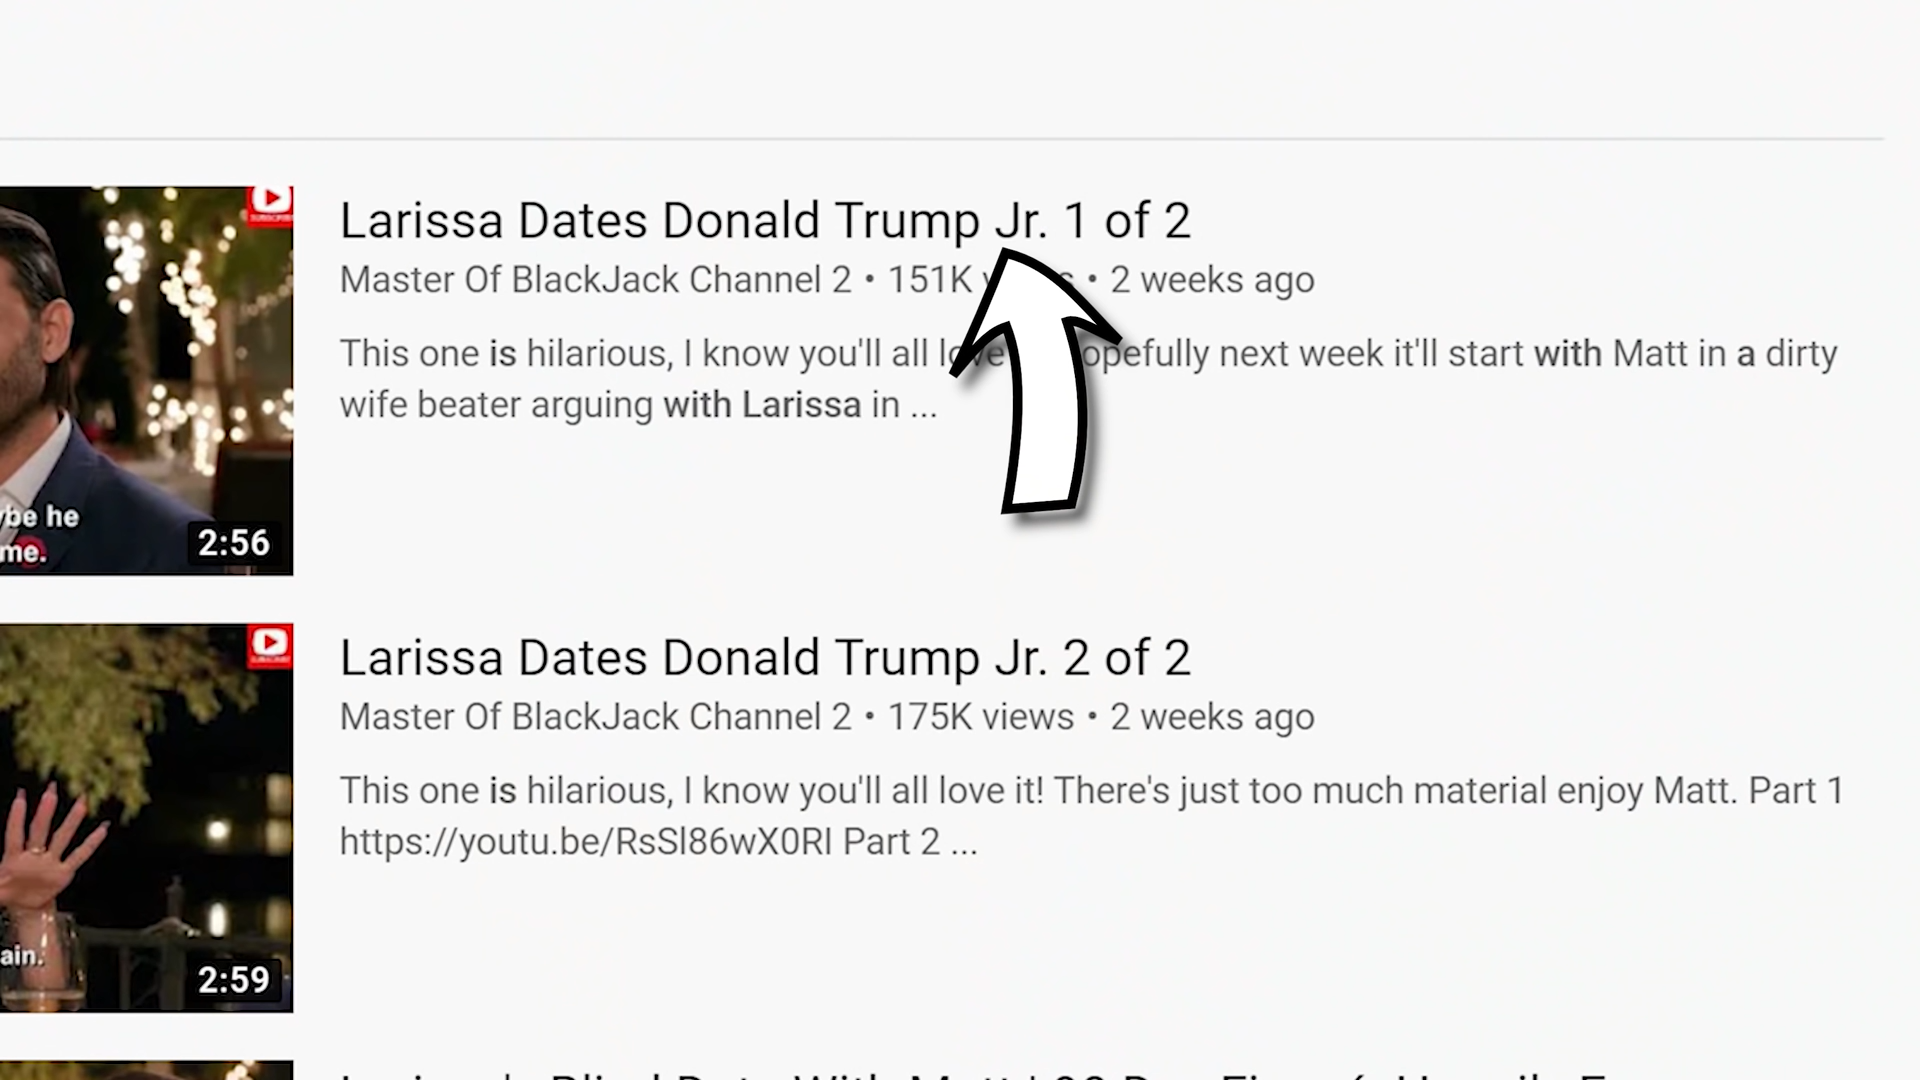 Larissa Dates Donald Trump Jr. 1 of 2
Master Of BlackJack Channel 2 • 151K • 2 weeks ago
This one is hilarious, I know you'll all love hopefully next week it'll start with Matt in a dirty
wife beater arguing with Larissa in ...
be he
me.
2:56
Larissa Dates Donald Trump Jr. 2 of 2
Master Of BlackJack Channel 2 • 175K views • 2 weeks ago
This one is hilarious, I know you'll all love it! There's just too much material enjoy Matt. Part 1
https://youtu.be/RsSl86wX0RI Part 2 ...
ain.
2:59